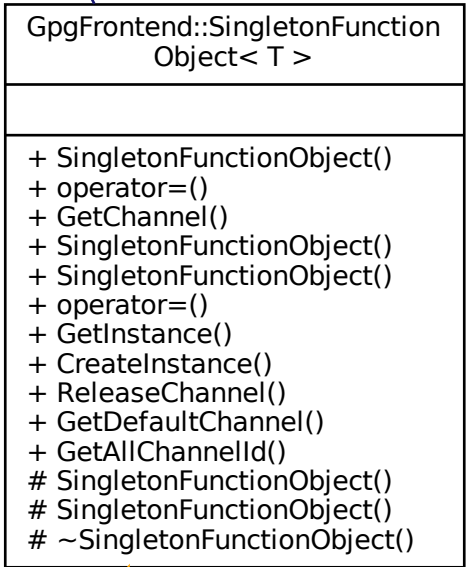 GpgFrontend::SingletonFunction
Object< T >
+ SingletonFunctionObject()
+ operator=()
+ GetChannel()
+ SingletonFunctionObject()
+ SingletonFunctionObject()
+ operator=()
+ GetInstance()
+ CreateInstance()
+ ReleaseChannel()
+ GetDefaultChannel()
+ GetAllChannelId()
# SingletonFunctionObject()
# SingletonFunctionObject()
# ~SingletonFunctionObject()